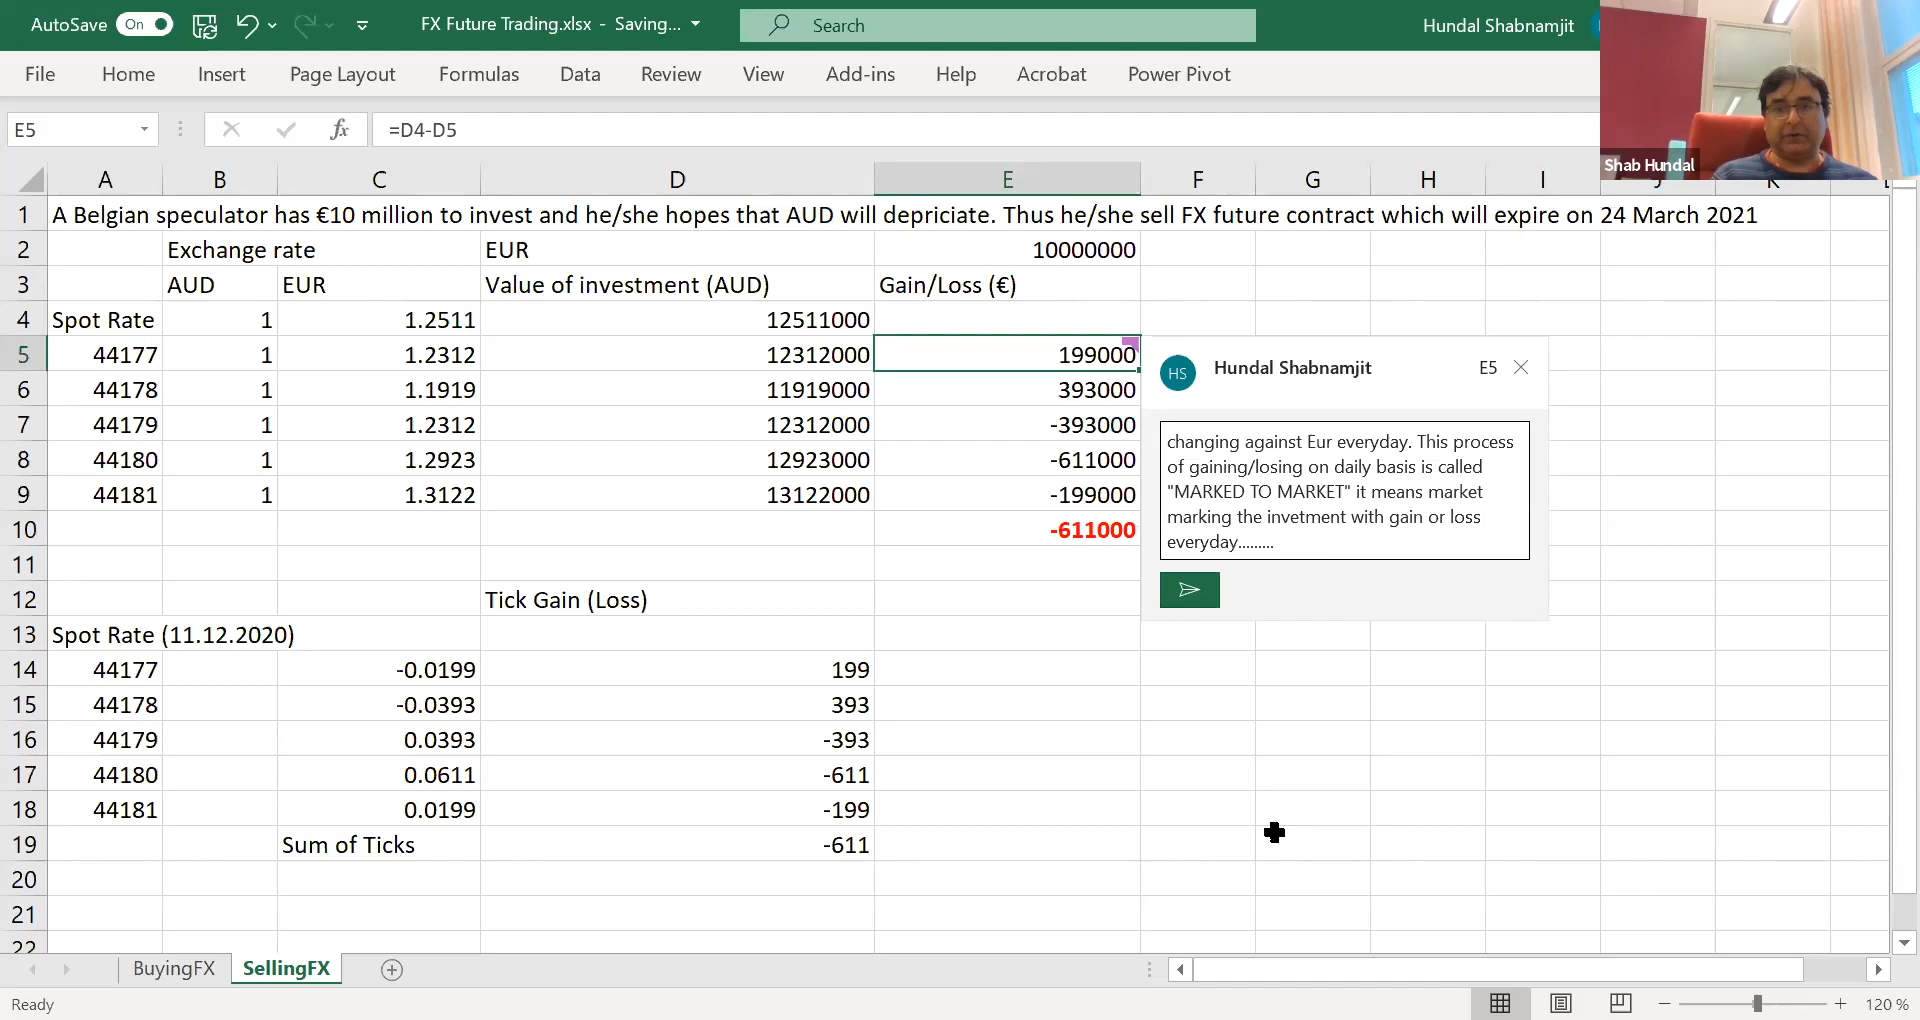 AutoSave On FX Future Trading.xlsx - Saving... Search Hundal Shabnamjit
File Home Insert Page Layout Formulas Data Review View Add-ins Help Acrobat Power Pivot
E5 fx =D4-D5
Shab Hundal
A B C D E F G H I J K
1 A Belgian speculator has €10 million to invest and he/she hopes that AUD will depriciate. Thus he/she sell FX future contract which will expire on 24 March 2021
2 Exchange rate EUR 10000000
3 AUD EUR Value of investment (AUD) Gain/Loss (€)
4 Spot Rate 1 1.2511 12511000
5 44177 1 1.2312 12312000 199000
6 44178 1 1.1919 11919000 393000
7 44179 1 1.2312 12312000 -393000
8 44180 1 1.2923 12923000 -611000
9 44181 1 1.3122 13122000 -199000
10 -611000
11
12 Tick Gain (Loss)
13 Spot Rate (11.12.2020)
14 44177 -0.0199 199
15 44178 -0.0393 393
16 44179 0.0393 -393
17 44180 0.0611 -611
18 44181 0.0199 -199
19 Sum of Ticks -611
20
21
22
HS Hundal Shabnamjit E5
changing against Eur everyday. This process
of gaining/losing on daily basis is called
"MARKED TO MARKET" it means market
marking the invetment with gain or loss
everyday.........
BuyingFX SellingFX
Ready 120 %